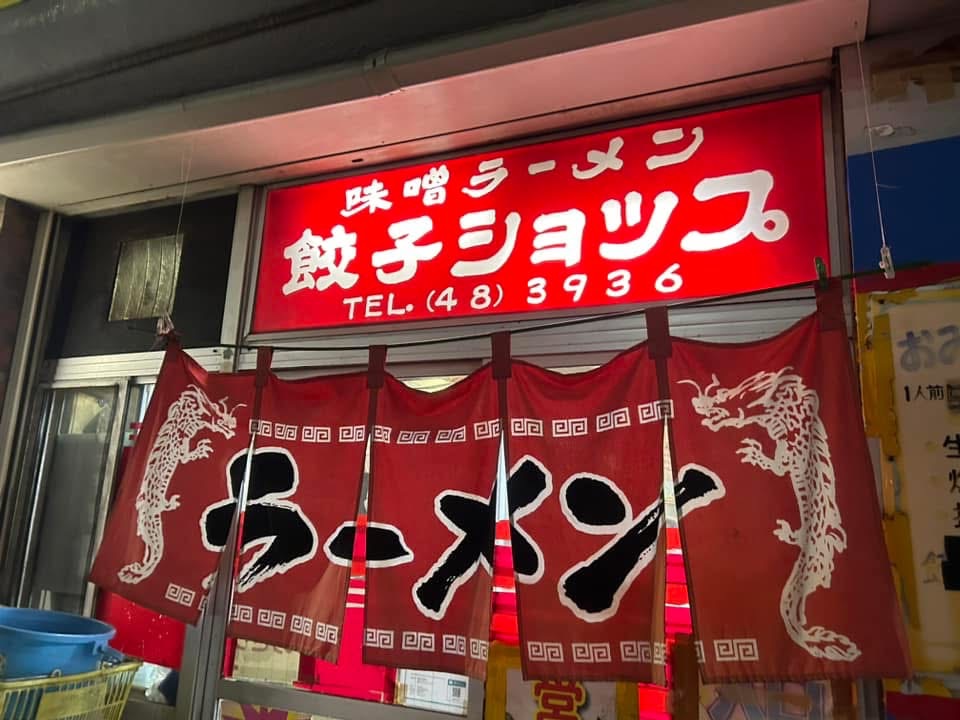 味噌ラーメン
餃子ショップ
TEL.(48)3936
ラーメン
1人前